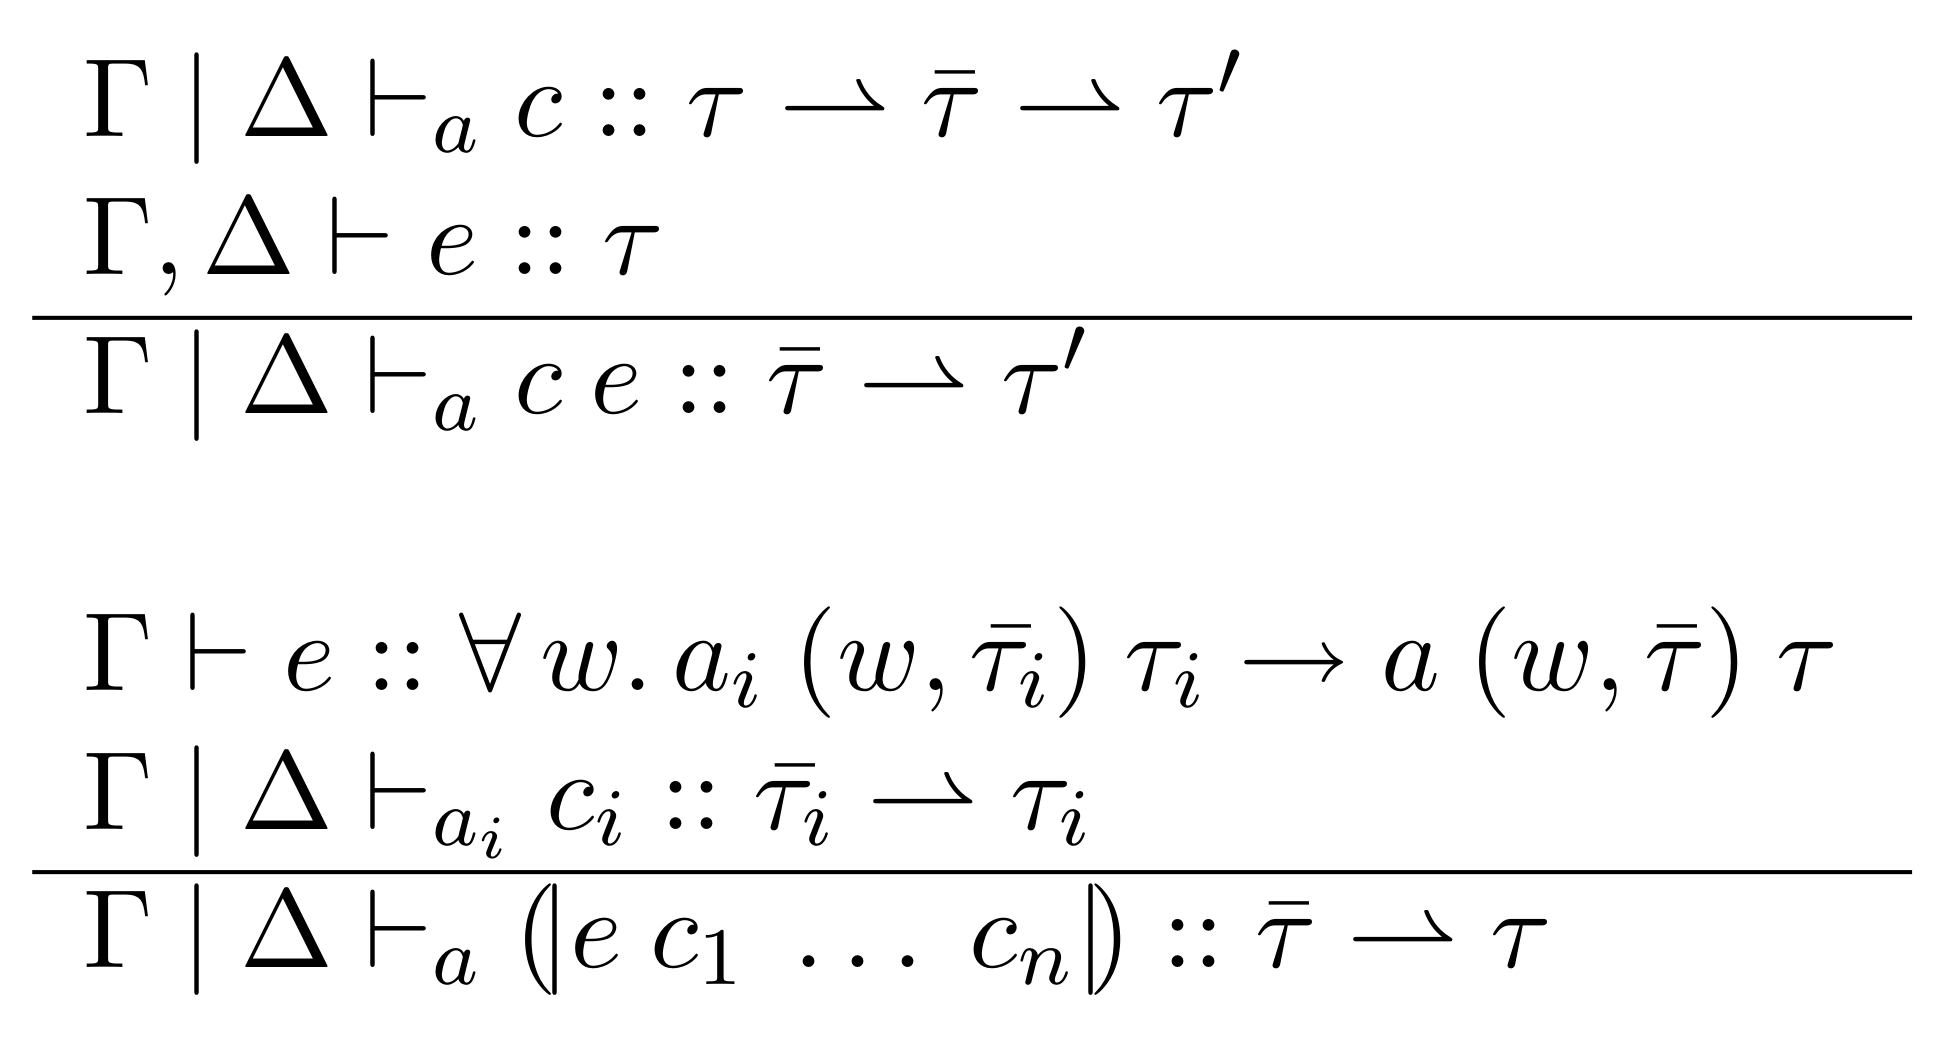 Γ | Δ ⊢ₐ c :: τ ⇀ τ̄ ⇀ τ′
Γ, Δ ⊢ e :: τ
Γ | Δ ⊢ₐ c e :: τ̄ ⇀ τ′
Γ ⊢ e :: ∀ w. aᵢ (w, τ̄ᵢ) τᵢ → a (w, τ̄) τ
Γ | Δ ⊢_{aᵢ} cᵢ :: τ̄ᵢ ⇀ τᵢ
Γ | Δ ⊢ₐ (|e c₁ … cₙ|) :: τ̄ ⇀ τ